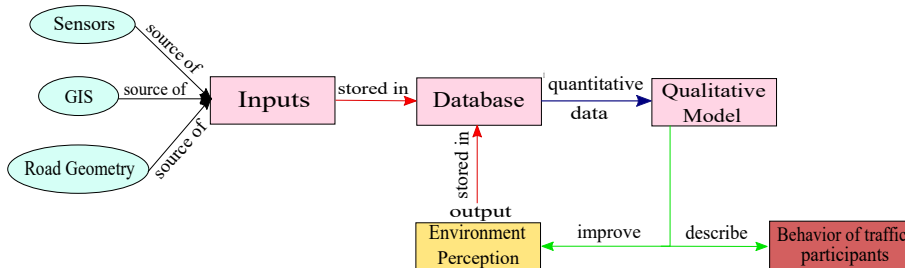 Sensors
source of
GIS
source of
Road Geometry
source of
Inputs
stored in
Database
quantitative
data
Qualitative
Model
stored in
output
Environment
Perception
improve
describe
Behavior of traffic
participants